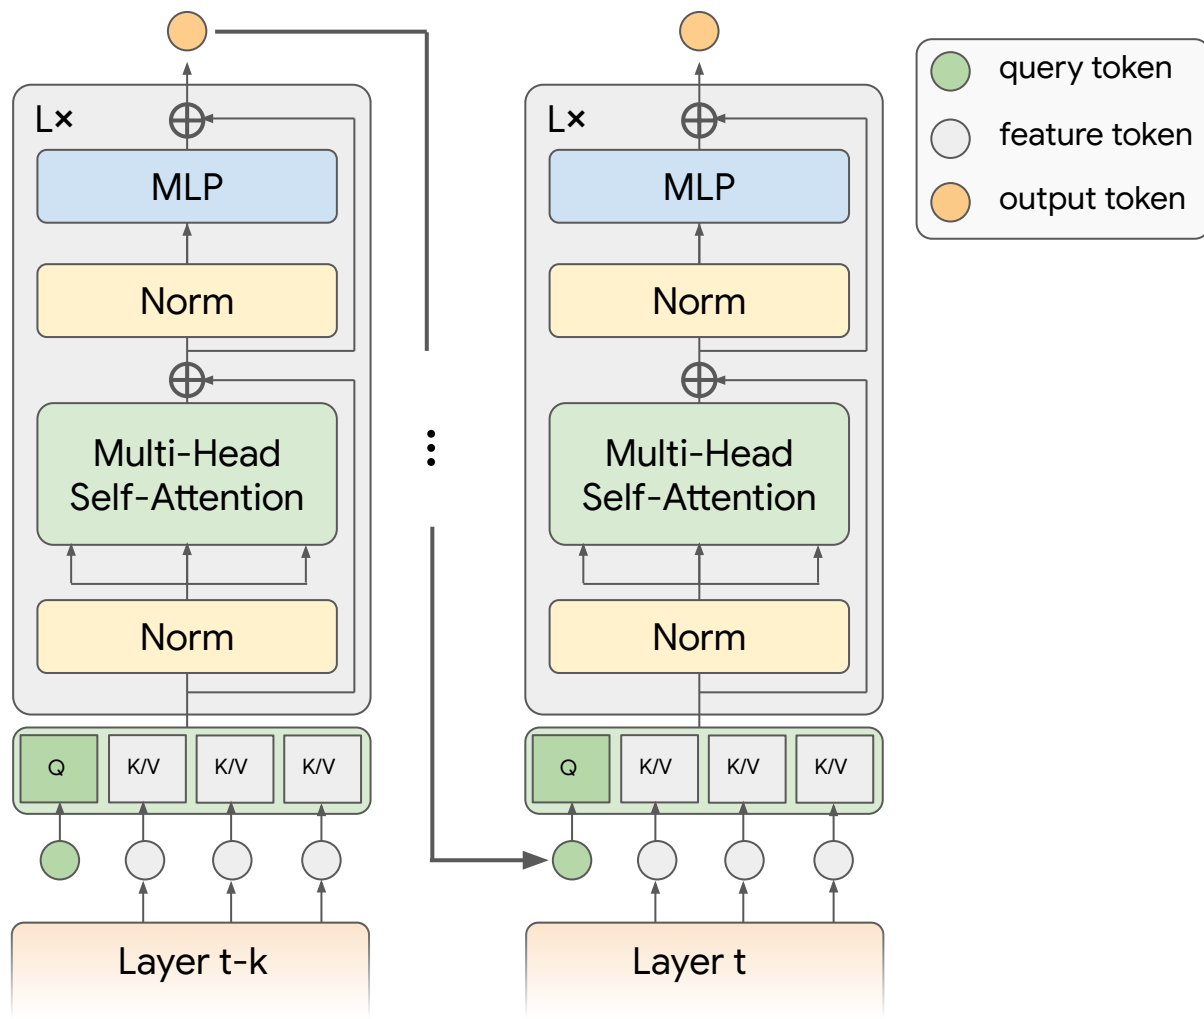 L×
MLP
Norm
Multi-Head
Self-Attention
Norm
Q
K/V
K/V
K/V
Layer t-k
L×
MLP
Norm
Multi-Head
Self-Attention
Norm
Q
K/V
K/V
K/V
Layer t
query token
feature token
output token